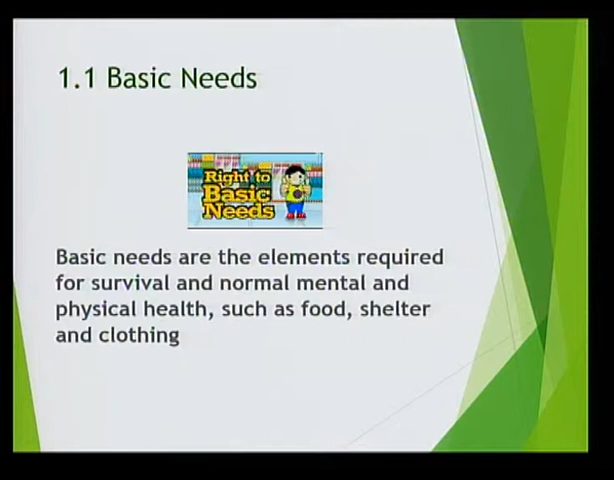 1.1 Basic Needs
Right to
Basic
Needs
Basic needs are the elements required
for survival and normal mental and
physical health, such as food, shelter
and clothing